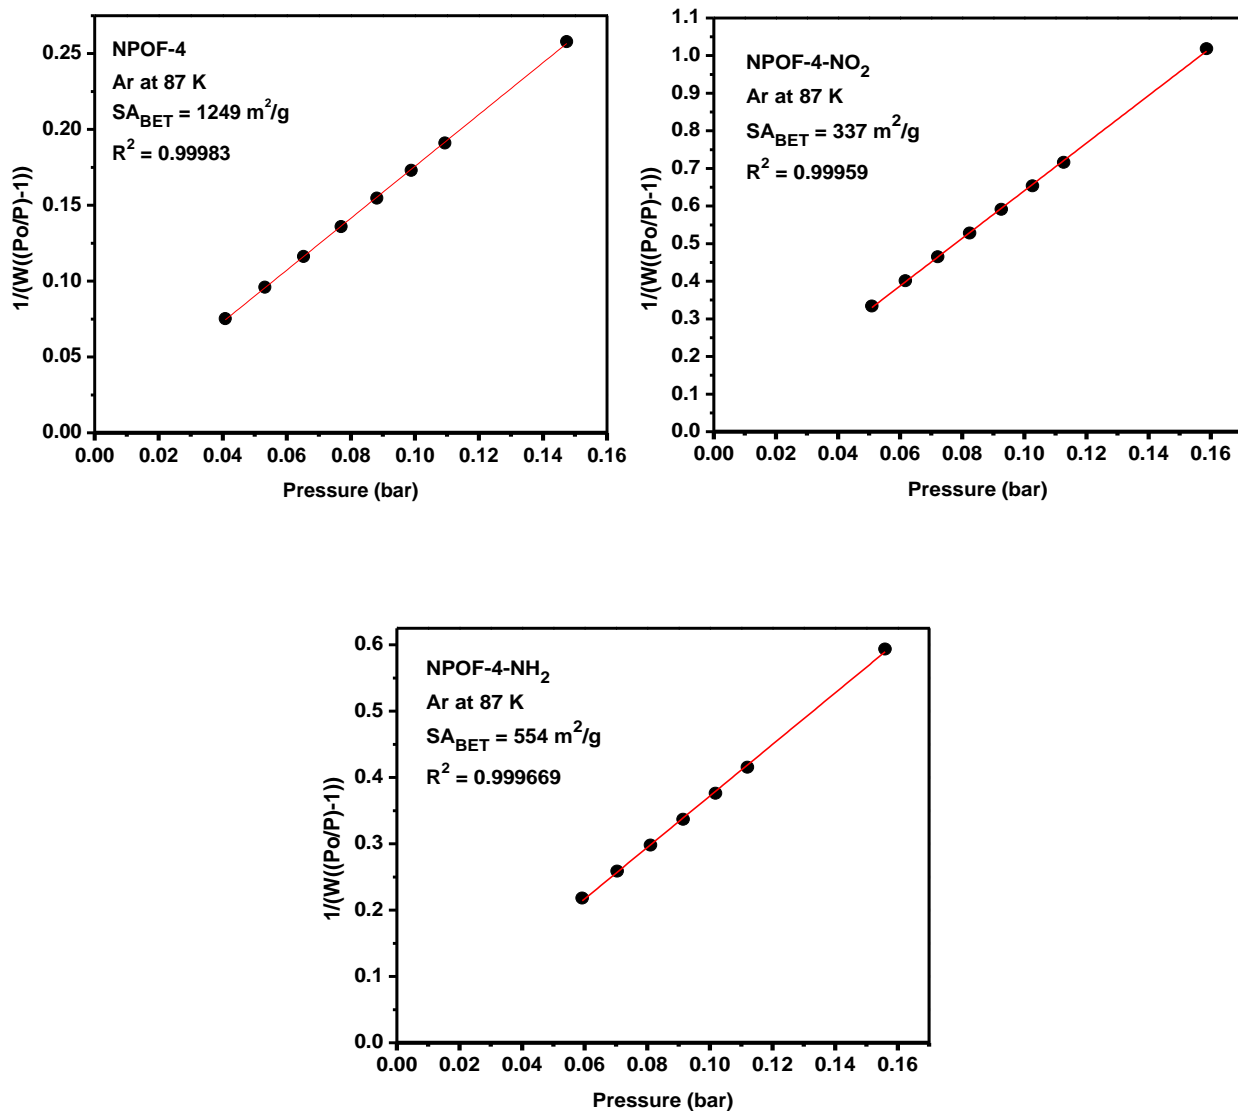 NPOF-4
Ar at 87 K
SA_BET = 1249 m²/g
R² = 0.99983
1/(W((Po/P)-1))
0.25
0.20
0.15
0.10
0.05
0.00
0.00 0.02 0.04 0.06 0.08 0.10 0.12 0.14 0.16
Pressure (bar)
NPOF-4-NO₂
Ar at 87 K
SA_BET = 337 m²/g
R² = 0.99959
1/(W((Po/P)-1))
1.1
1.0
0.9
0.8
0.7
0.6
0.5
0.4
0.3
0.2
0.1
0.0
0.00 0.02 0.04 0.06 0.08 0.10 0.12 0.14 0.16
Pressure (bar)
NPOF-4-NH₂
Ar at 87 K
SA_BET = 554 m²/g
R² = 0.999669
1/(W((Po/P)-1))
0.6
0.5
0.4
0.3
0.2
0.1
0.0
0.00 0.02 0.04 0.06 0.08 0.10 0.12 0.14 0.16
Pressure (bar)